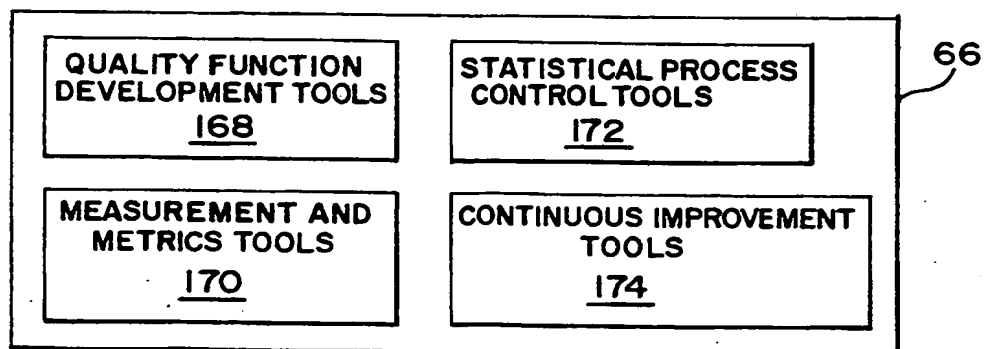 QUALITY FUNCTION
DEVELOPMENT TOOLS
168
STATISTICAL PROCESS
CONTROL TOOLS
172
66
MEASUREMENT AND
METRICS TOOLS
170
CONTINUOUS IMPROVEMENT
TOOLS
174